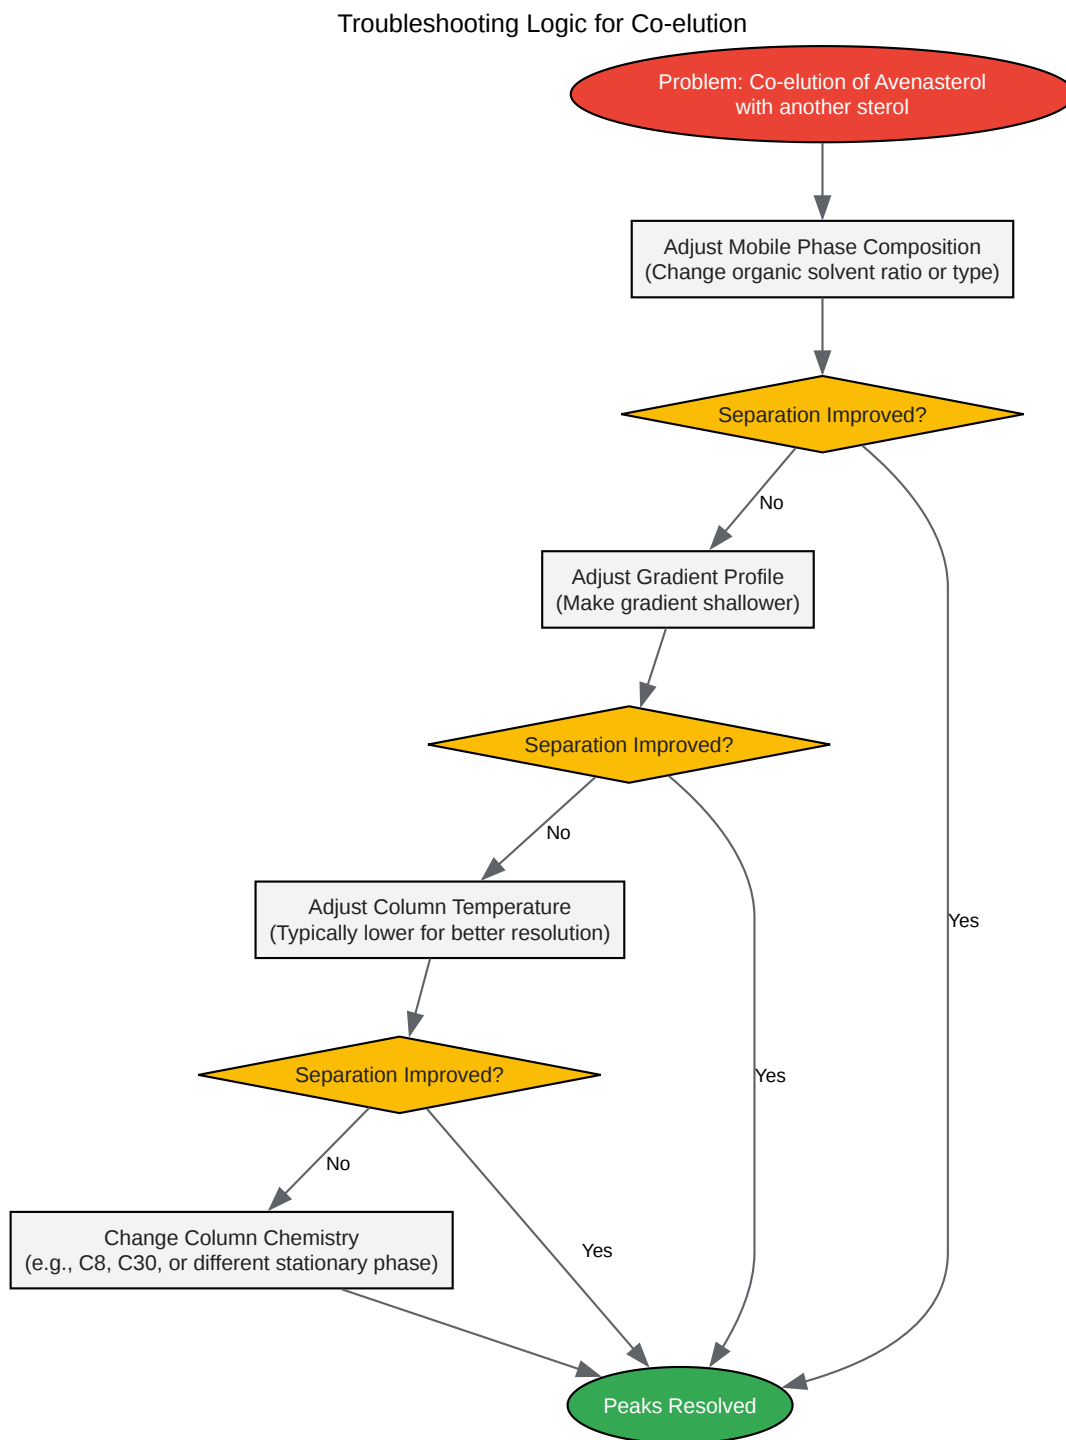 Troubleshooting Logic for Co-elution
Problem: Co-elution of Avenasterol
with another sterol
Adjust Mobile Phase Composition
(Change organic solvent ratio or type)
Separation Improved?
No
Adjust Gradient Profile
(Make gradient shallower)
Separation Improved?
No
Adjust Column Temperature
(Typically lower for better resolution)
Yes
Separation Improved?
Yes
No
Change Column Chemistry
(e.g., C8, C30, or different stationary phase)
Yes
Peaks Resolved